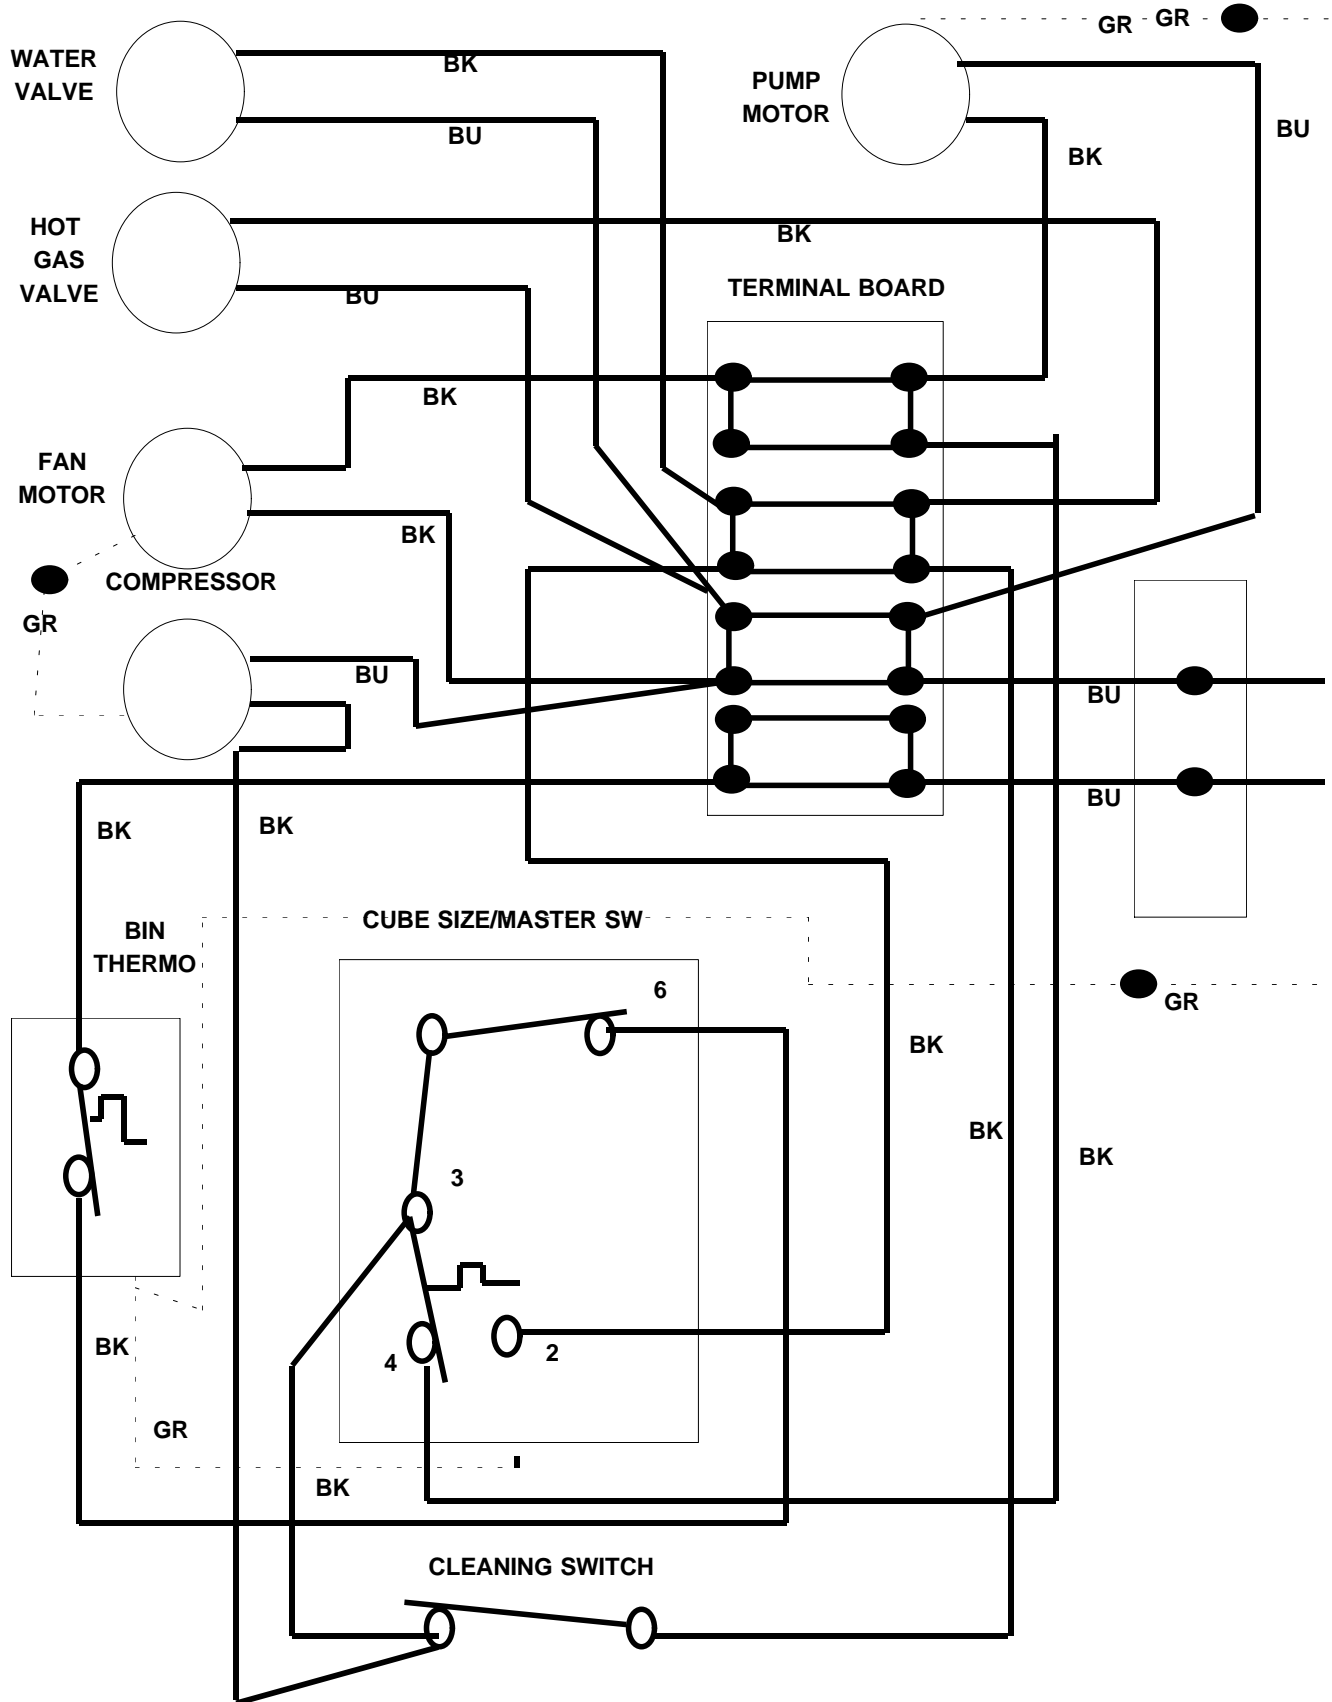 GR
GR
WATER
VALVE
BK
PUMP
MOTOR
BU
BU
BK
HOT
GAS
VALVE
BK
BU
TERMINAL BOARD
BK
FAN
MOTOR
BK
COMPRESSOR
GR
BU
BU
BU
BK
BK
CUBE SIZE/MASTER SW
BIN
THERMO
6
GR
BK
BK
BK
3
BK
4
2
GR
BK
CLEANING SWITCH